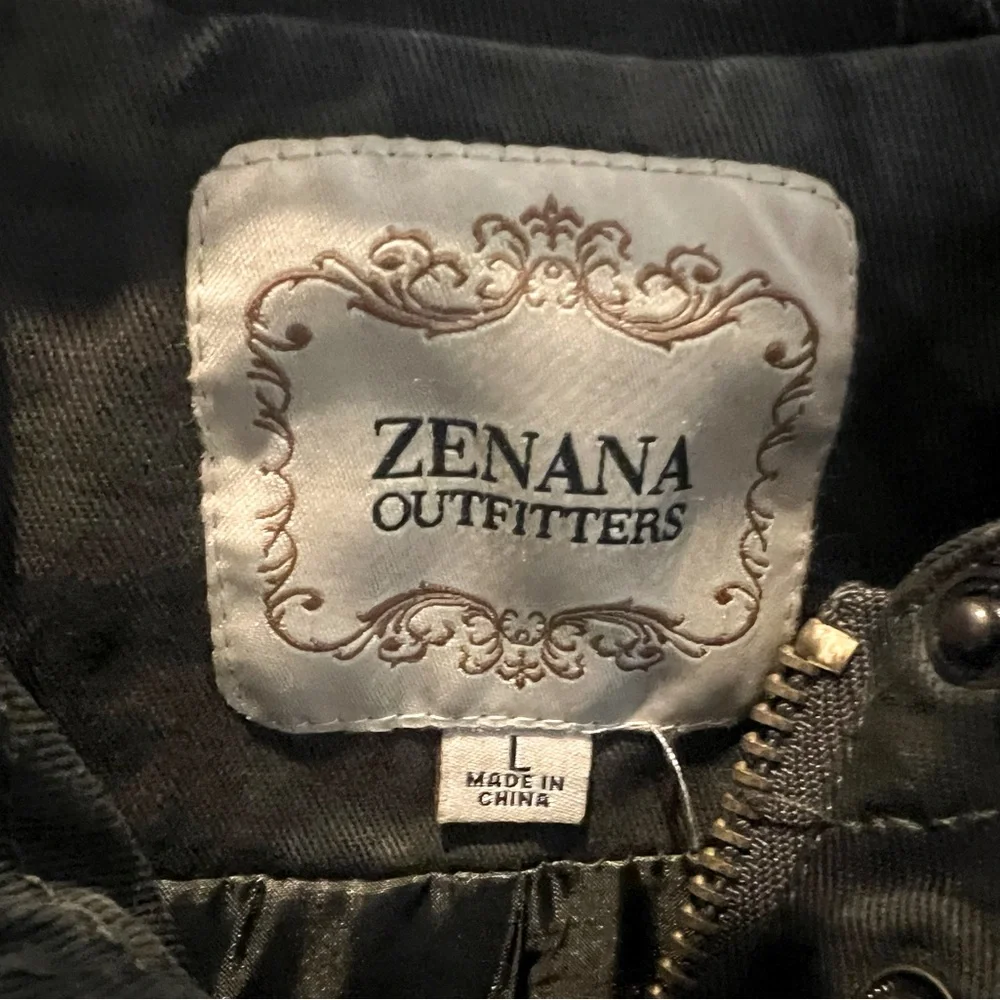 ZENANA
OUTFITTERS
L
MADE IN
CHINA